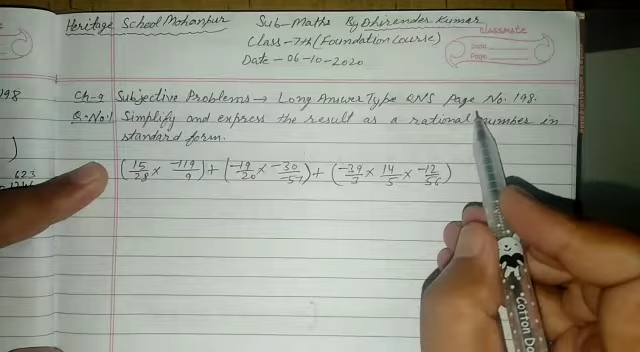 Heritage School Mohanpur Sub-Maths By Dhirender Kumar
Class-7th (Foundation Course)
Date-06-10-2020
classmate
Date
Page
198
Ch-9 Subjective Problems → Long Answer Type QNS Page No. 198.
Q.No.1 Simplify and express the result as a rational number in
standard form.
(15/28 × -119/9) + (-19/20 × -30/-57) + (-39/3 × 14/5 × -12/56)
)
623
Cotton